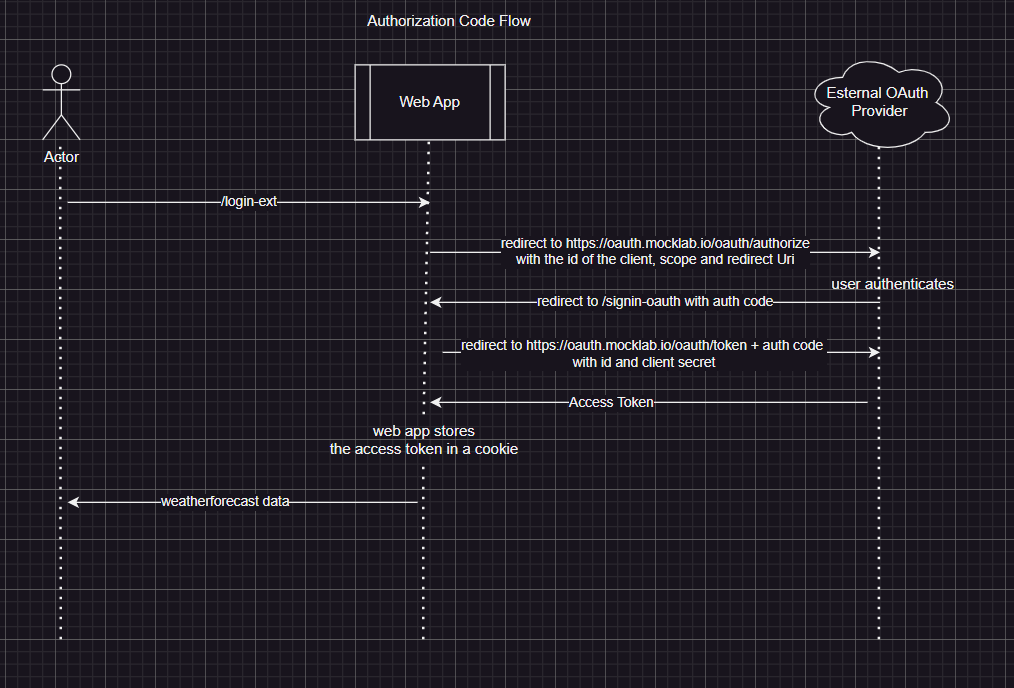 Authorization Code Flow
Actor
Web App
Esternal OAuth
Provider
/login-ext
redirect to https://oauth.mocklab.io/oauth/authorize
with the id of the client, scope and redirect Uri
user authenticates
redirect to /signin-oauth with auth code
redirect to https://oauth.mocklab.io/oauth/token + auth code
with id and client secret
Access Token
web app stores
the access token in a cookie
weatherforecast data